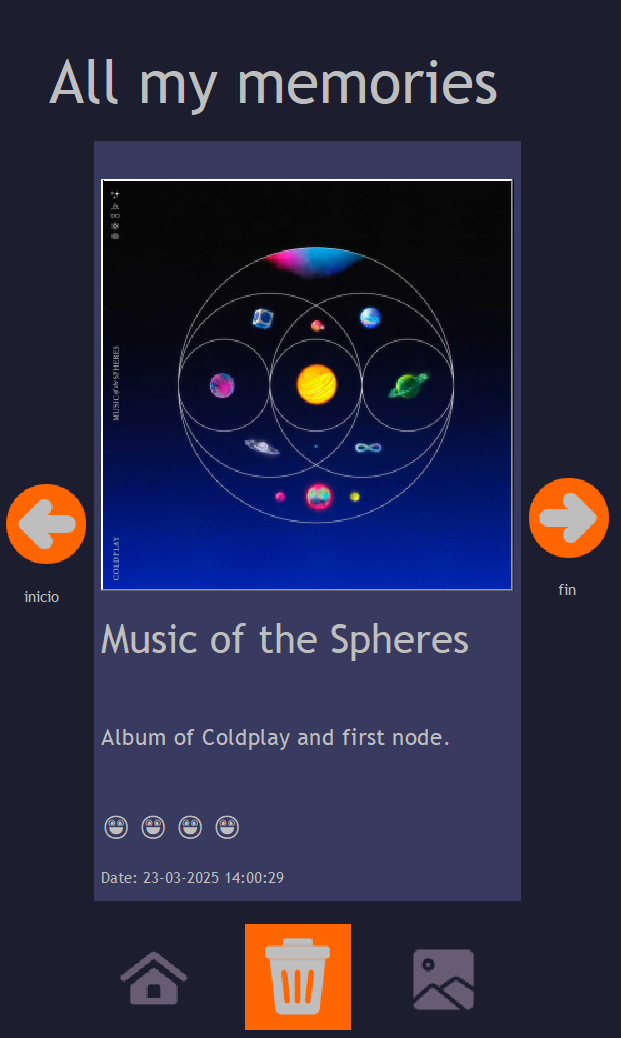 All my memories
MUSIC of the SPHERES
COLDPLAY
inicio
fin
Music of the Spheres
Album of Coldplay and first node.
Date: 23-03-2025 14:00:29